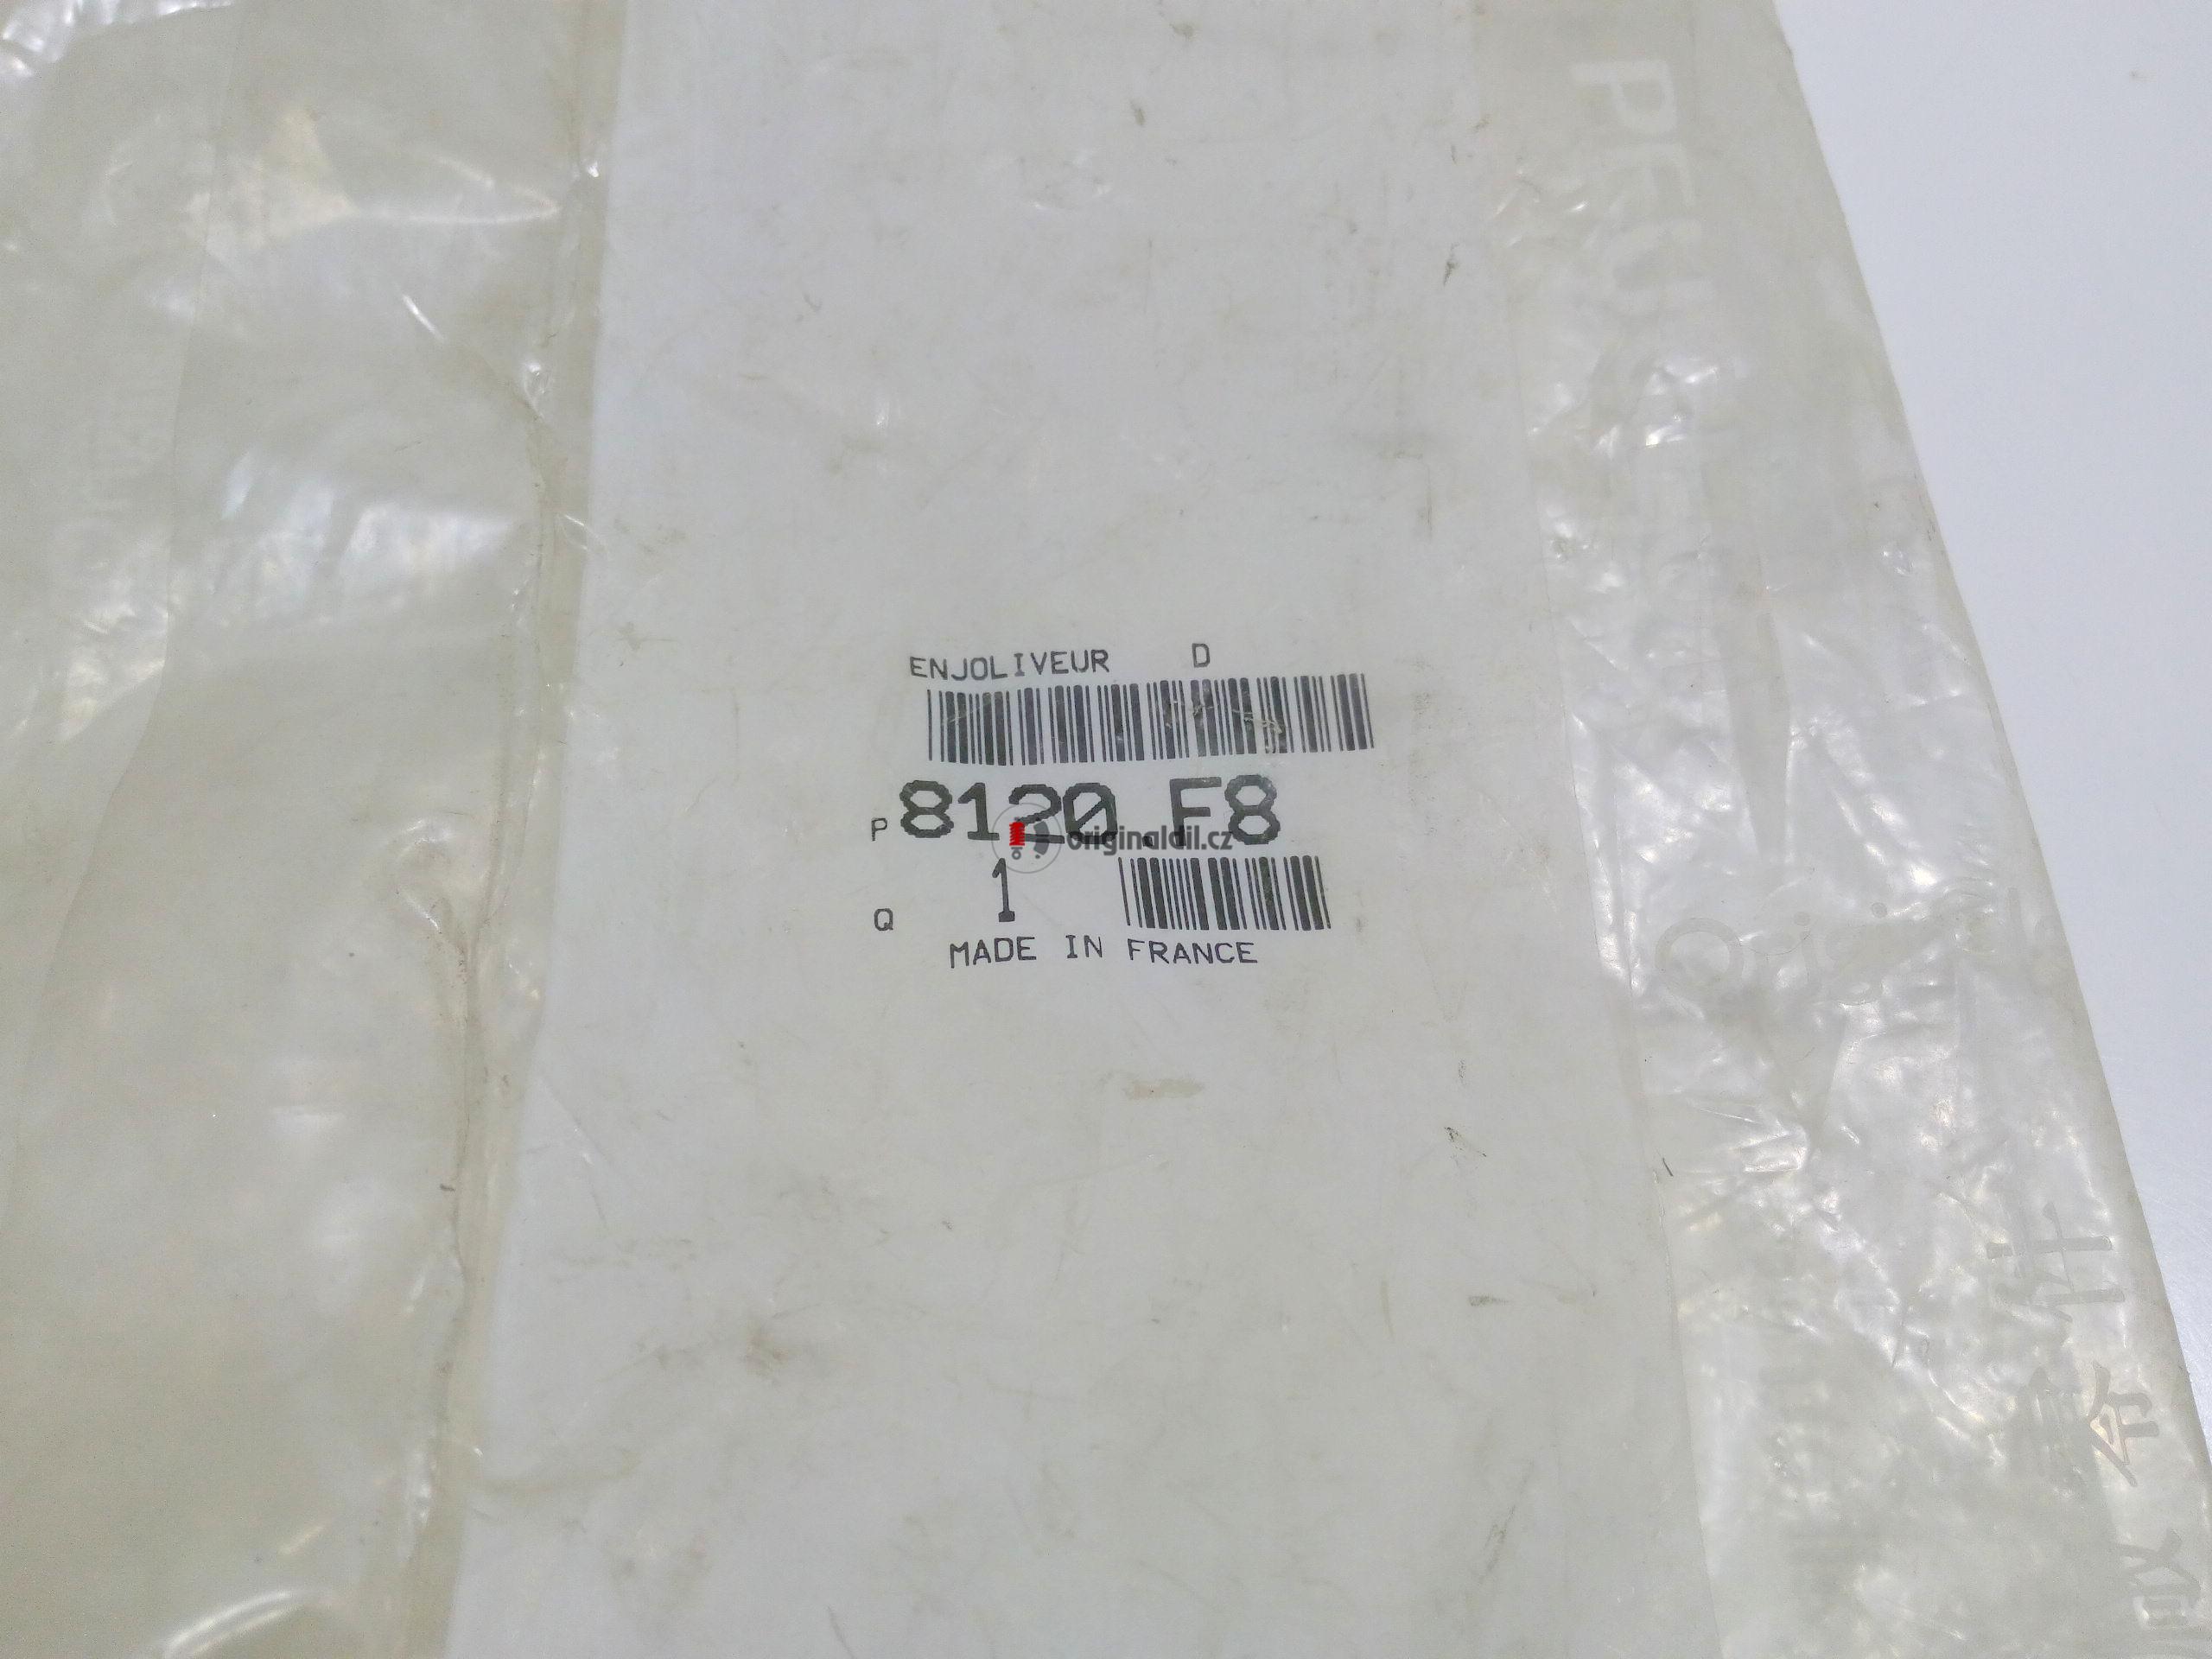 ENJOLIVEUR D
P 8120 F8
originaldil.cz
Q 1
MADE IN FRANCE